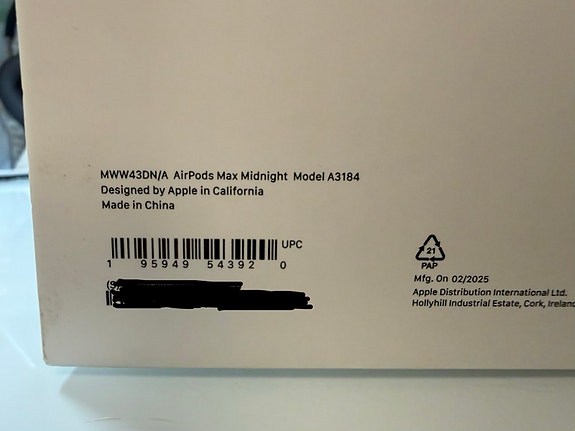 MWW43DN/A AirPods Max Midnight Model A3184
Designed by Apple in California
Made in China
UPC
1 95949 54392 0
(S
21
PAP
Mfg. On 02/2025
Apple Distribution International Ltd.
Hollyhill Industrial Estate, Cork, Ireland